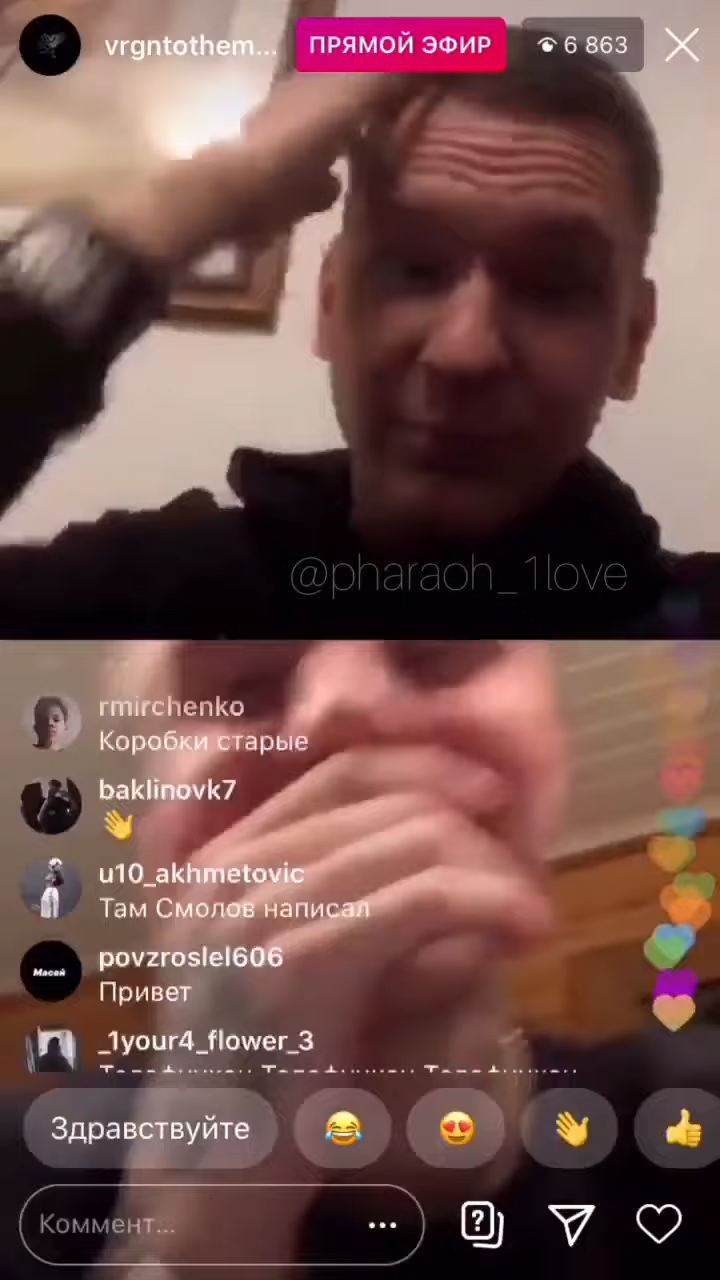 vrgntothem...
ПРЯМОЙ ЭФИР
6 863
@pharaoh_1love
rmirchenko
Коробки старые
baklinovk7
u10_akhmetovic
Там Смолов написал
povzroslel606
Масей
Привет
_1your4_flower_3
Здравствуйте
Коммент...